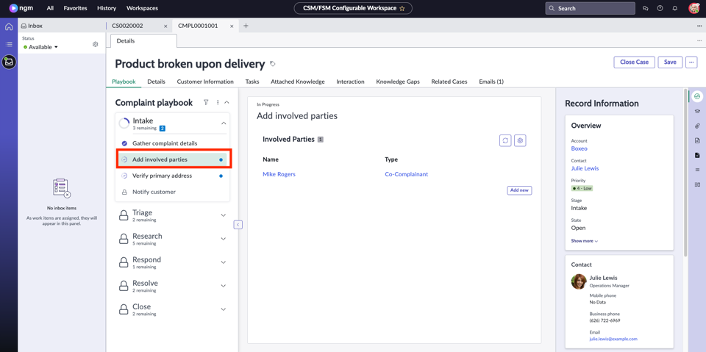 ngm
All
Favorites
History
Workspaces
CSM/FSM Configurable Workspace
Search
Inbox
CS0020002
CMPL0001001
Status
Available
Details
Product broken upon delivery
Close Case
Save
Playbook
Details
Customer Information
Tasks
Attached Knowledge
Interaction
Knowledge Gaps
Related Cases
Emails (1)
Complaint playbook
Intake
3 remaining
Gather complaint details
Add involved parties
Verify primary address
Notify customer
Triage
2 remaining
Research
1 remaining
Respond
1 remaining
Resolve
2 remaining
Close
2 remaining
No inbox items
As work items are assigned, they will
appear in this panel.
In Progress
Add involved parties
Involved Parties 1
Name
Type
Mike Rogers
Co-Complainant
Add new
Record Information
Overview
Account
Boxeo
Contact
Julie Lewis
Priority
4 - Low
Stage
Intake
State
Open
Show more
Contact
Julie Lewis
Operations Manager
Mobile phone
No Data
Business phone
(626) 722-6969
Email
julie.lewis@example.com